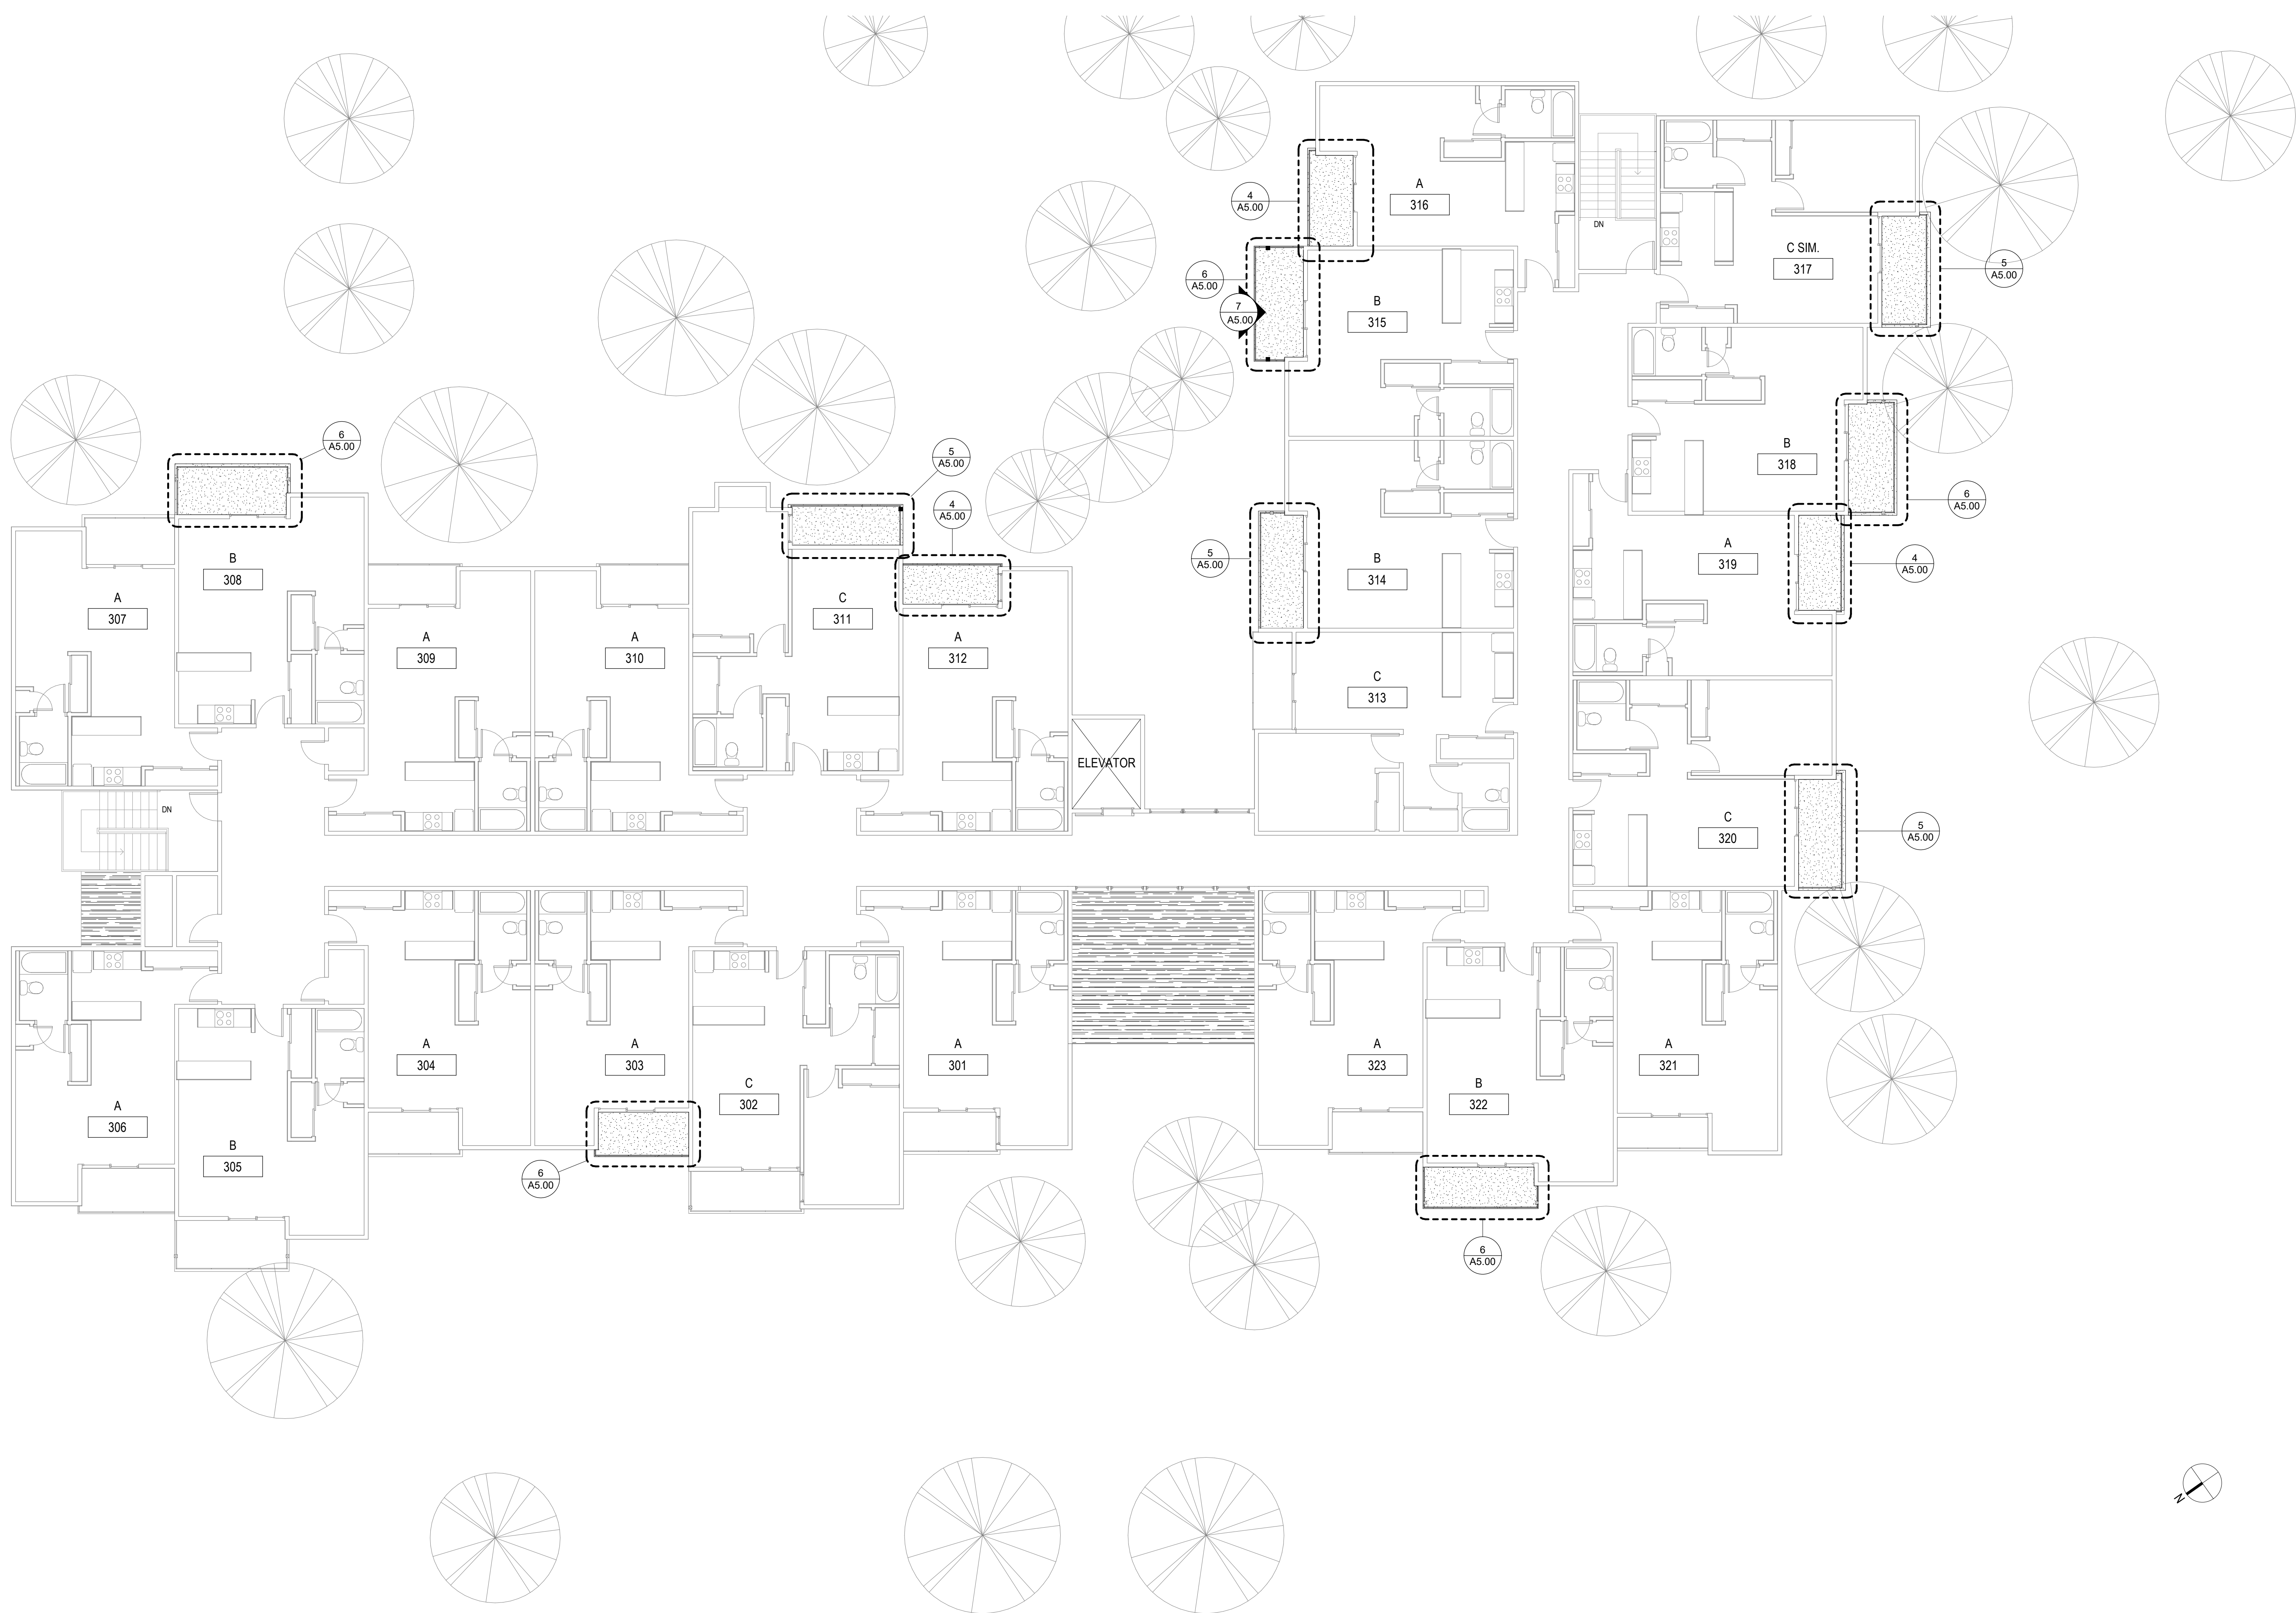 4
A5.00
A
316
DN
C SIM.
317
5
A5.00
6
A5.00
7
A5.00
B
315
6
A5.00
5
A5.00
B
318
6
A5.00
4
A5.00
B
308
5
A5.00
B
314
A
319
4
A5.00
A
307
C
311
A
309
A
310
A
312
C
313
ELEVATOR
DN
C
320
5
A5.00
A
304
A
303
A
301
A
323
A
321
C
302
B
322
A
306
B
305
6
A5.00
6
A5.00
N